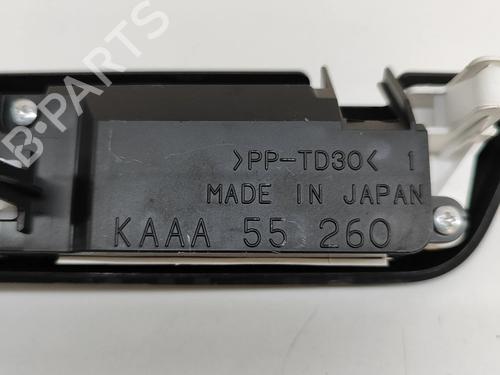 B-PARTS
>PP-TD30< 1
MADE IN JAPAN
KAAA 55 260